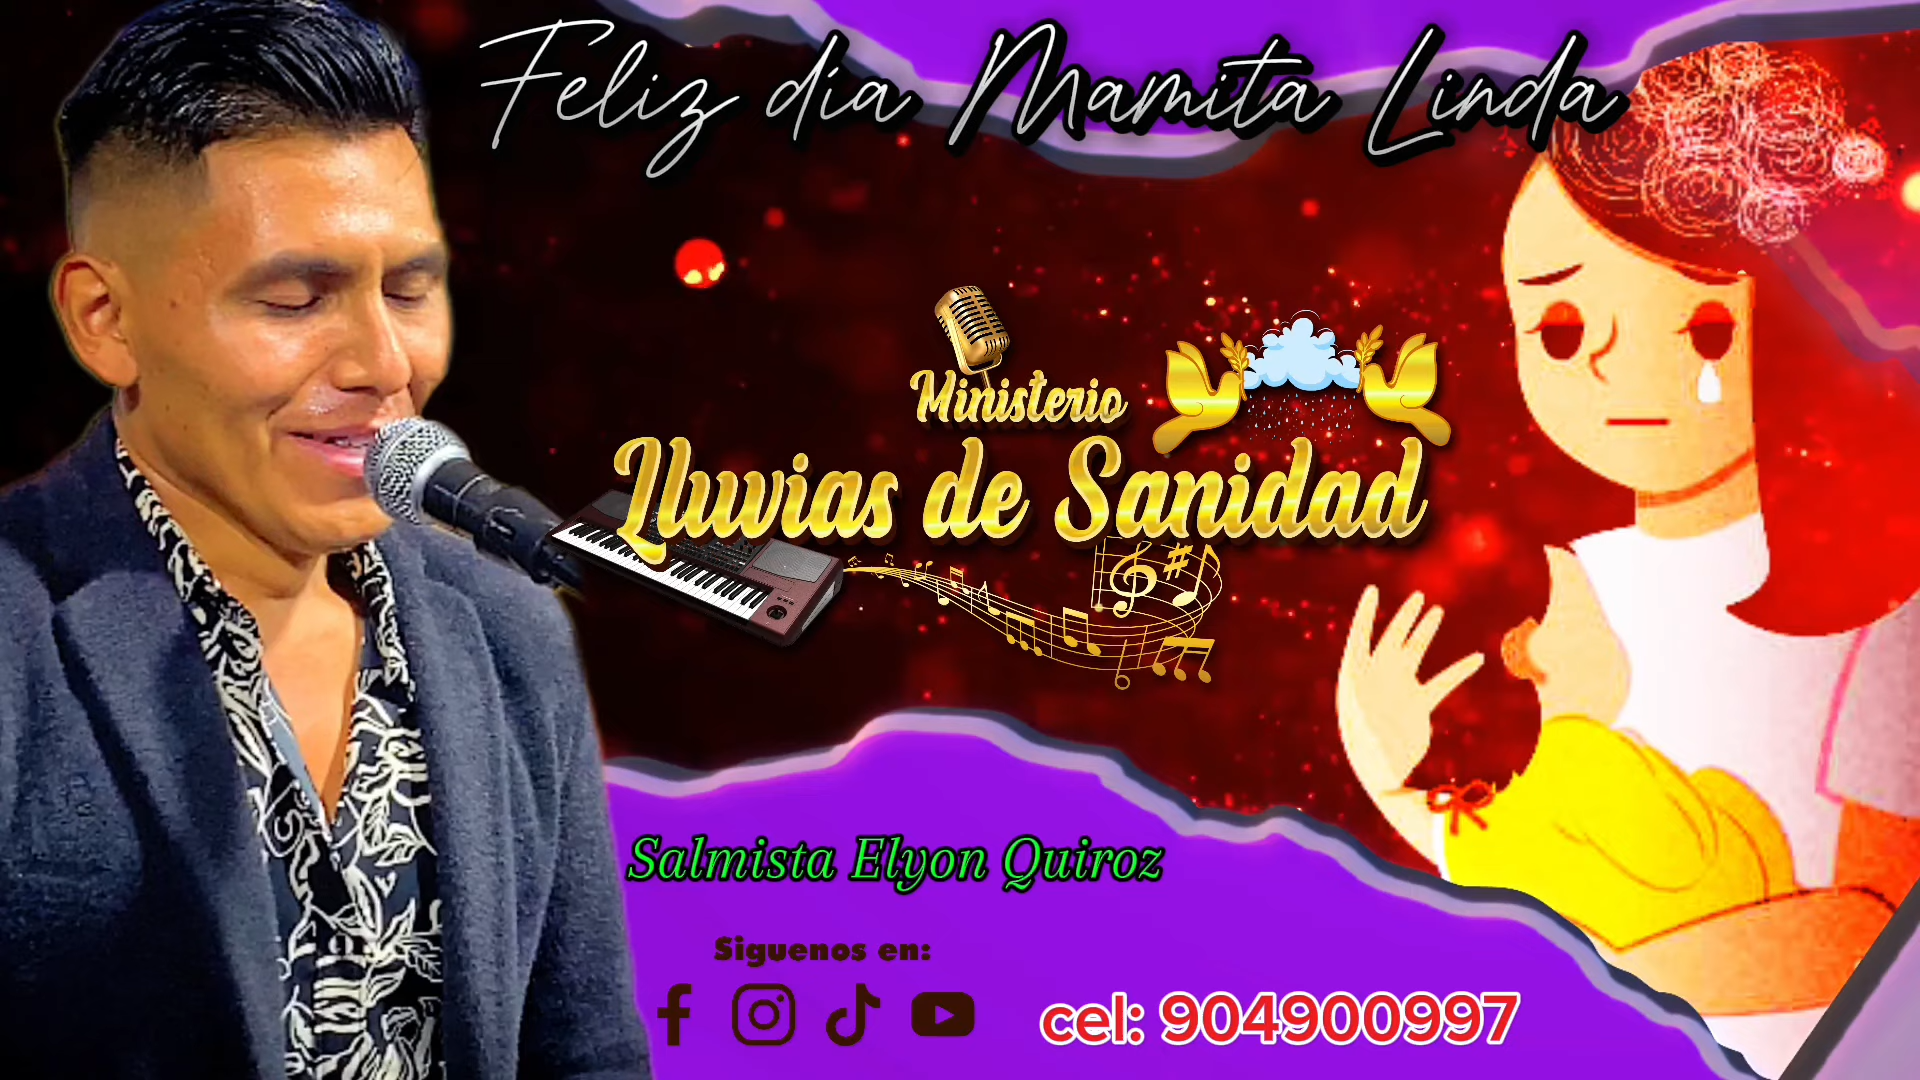 Feliz día Mamita Linda
Ministerio
Lluvias de Sanidad
Salmista Elyon Quiroz
Siguenos en:
cel: 904900997